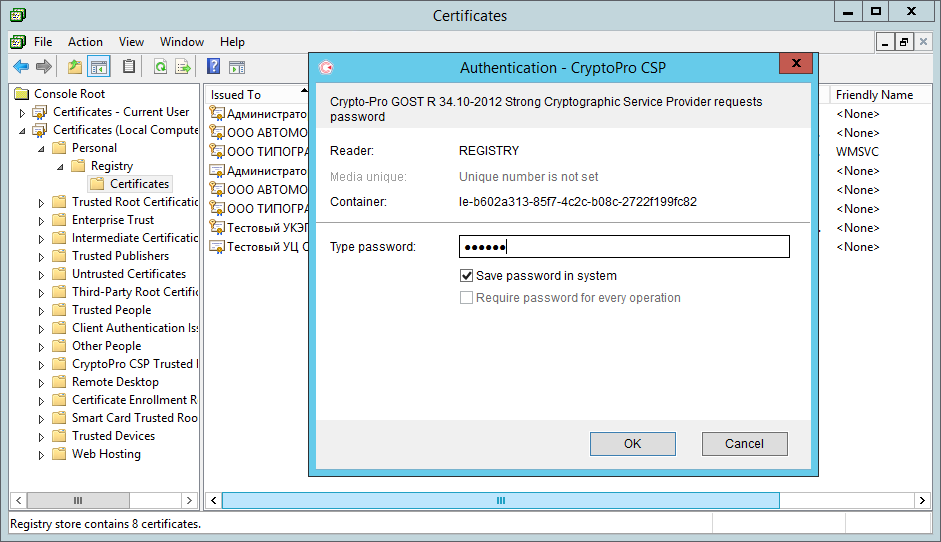 Certificates
File Action View Window Help
Console Root
Certificates - Current User
Certificates (Local Compute
Personal
Registry
Certificates
Trusted Root Certificatio
Enterprise Trust
Intermediate Certificatio
Trusted Publishers
Untrusted Certificates
Third-Party Root Certific
Trusted People
Client Authentication Iss
Other People
CryptoPro CSP Trusted
Remote Desktop
Certificate Enrollment R
Smart Card Trusted Roo
Trusted Devices
Web Hosting
Issued To
Администрато
ООО АВТОМО
ООО ТИПОГРА
Администрато
ООО АВТОМО
ООО ТИПОГРА
Тестовый УКЭП
Тестовый УЦ О
Friendly Name
<None>
<None>
WMSVC
<None>
<None>
<None>
<None>
<None>
Authentication - CryptoPro CSP
Crypto-Pro GOST R 34.10-2012 Strong Cryptographic Service Provider requests
password
Reader: REGISTRY
Media unique: Unique number is not set
Container: le-b602a313-85f7-4c2c-b08c-2722f199fc82
Type password: ●●●●●●
Save password in system
Require password for every operation
OK Cancel
Registry store contains 8 certificates.